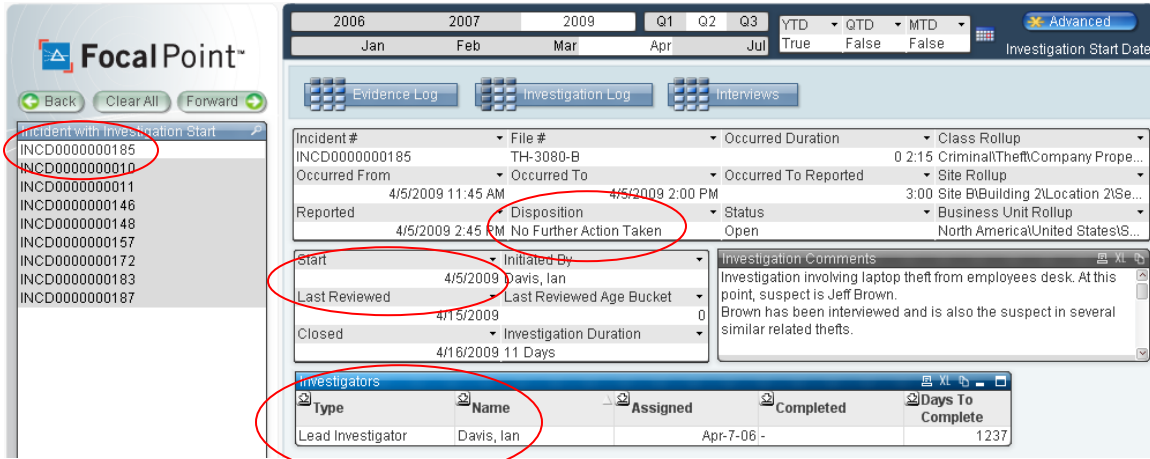 FocalPoint™
Back Clear All Forward
Incident with Investigation Start
INCD0000000185
INCD0000000010
INCD0000000011
INCD0000000146
INCD0000000148
INCD0000000157
INCD0000000172
INCD0000000183
INCD0000000187
2006 2007 2009 Q1 Q2 Q3 YTD QTD MTD Advanced
Jan Feb Mar Apr Jul True False False Investigation Start Date
Evidence Log Investigation Log Interviews
Incident # File # Occurred Duration Class Rollup
INCD0000000185 TH-3080-B 0 2:15 Criminal\Theft\Company Prope...
Occurred From Occurred To Occurred To Reported Site Rollup
4/5/2009 11:45 AM 4/5/2009 2:00 PM 3:00 Site B\Building 2\Location 2\Se...
Reported Disposition Status Business Unit Rollup
4/5/2009 2:45 PM No Further Action Taken Open North America\United States\S...
Start Initiated By
4/5/2009 Davis, Ian
Last Reviewed Last Reviewed Age Bucket
4/15/2009 0
Closed Investigation Duration
4/16/2009 11 Days
Investigation Comments XL
Investigation involving laptop theft from employees desk. At this
point, suspect is Jeff Brown.
Brown has been interviewed and is also the suspect in several
similar related thefts.
Investigators XL
Type Name Assigned Completed Days To
Complete
Lead Investigator Davis, Ian Apr-7-06 - 1237